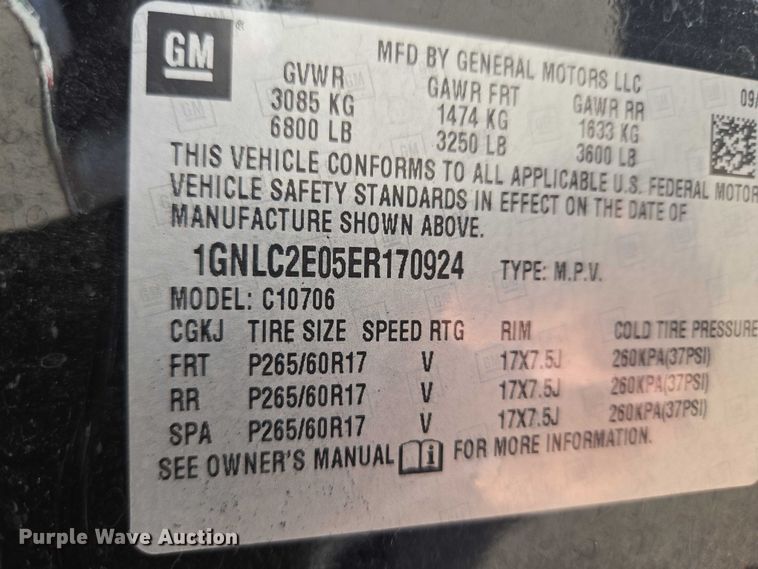 GM ®
MFD BY GENERAL MOTORS LLC
GVWR GAWR FRT GAWR RR 09/
3085 KG 1474 KG 1633 KG
6800 LB 3250 LB 3600 LB
THIS VEHICLE CONFORMS TO ALL APPLICABLE U.S. FEDERAL MOTOR
VEHICLE SAFETY STANDARDS IN EFFECT ON THE DATE OF
MANUFACTURE SHOWN ABOVE.
1GNLC2E05ER170924 TYPE: M.P.V.
MODEL: C10706
CGKJ TIRE SIZE SPEED RTG RIM COLD TIRE PRESSURE
FRT P265/60R17 V 17X7.5J 260KPA(37PSI)
RR P265/60R17 V 17X7.5J 260KPA(37PSI)
SPA P265/60R17 V 17X7.5J 260KPA(37PSI)
SEE OWNER'S MANUAL i FOR MORE INFORMATION.
Purple Wave Auction